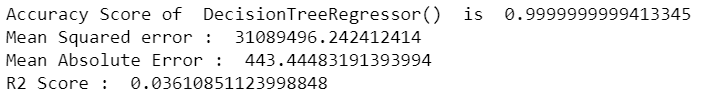 Accuracy Score of  DecisionTreeRegressor()  is  0.9999999999413345
Mean Squared error :  31089496.242412414
Mean Absolute Error :  443.44483191393994
R2 Score :  0.03610851123998848